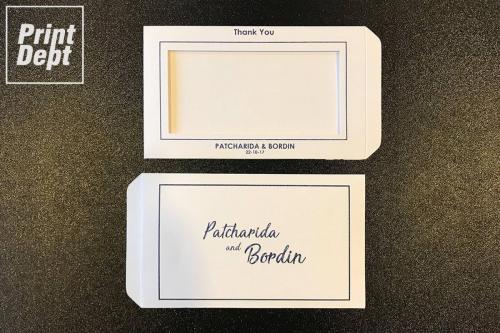 Print
Dept
Thank You
PATCHARIDA & BORDIN
22-10-17
Patcharida
and
Bordin